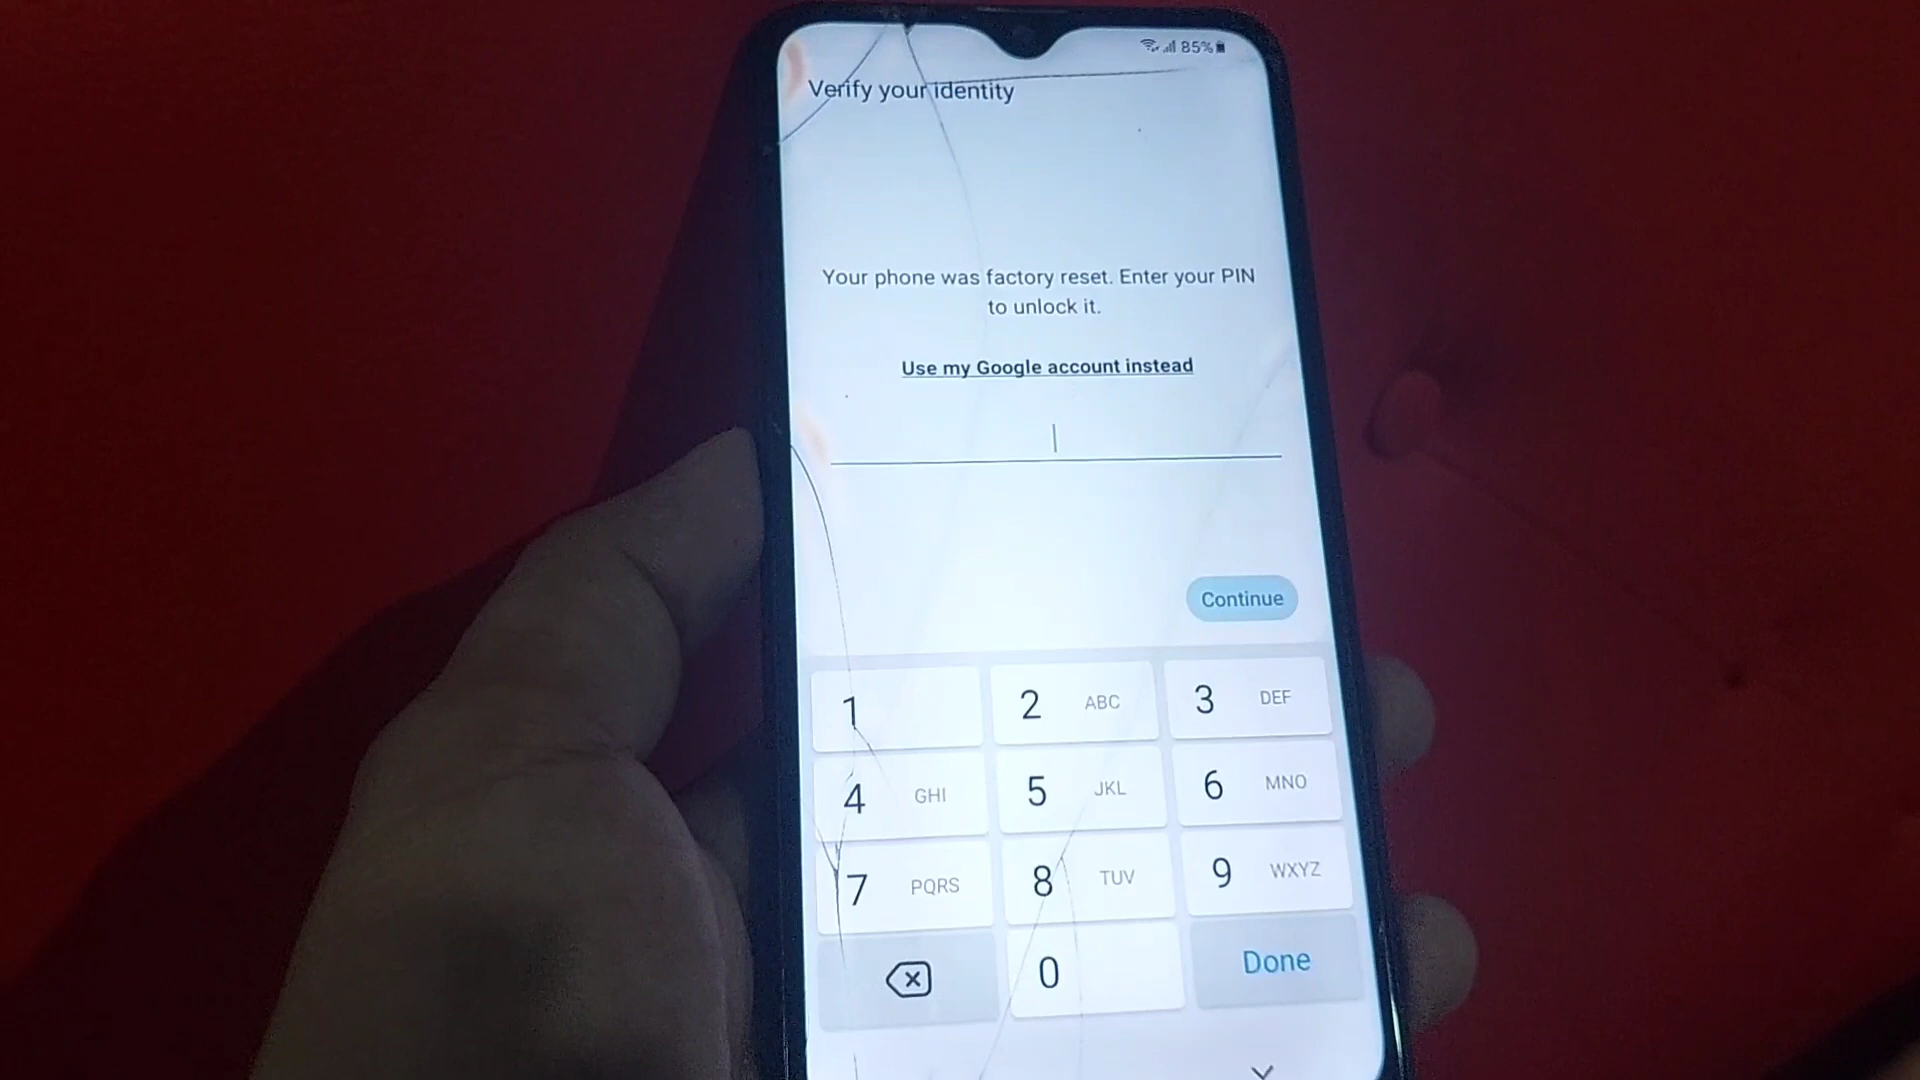 85%
Verify your identity
Your phone was factory reset. Enter your PIN
to unlock it.
Use my Google account instead
Continue
1
2 ABC
3 DEF
4 GHI
5 JKL
6 MNO
7 PQRS
8 TUV
9 WXYZ
0
Done